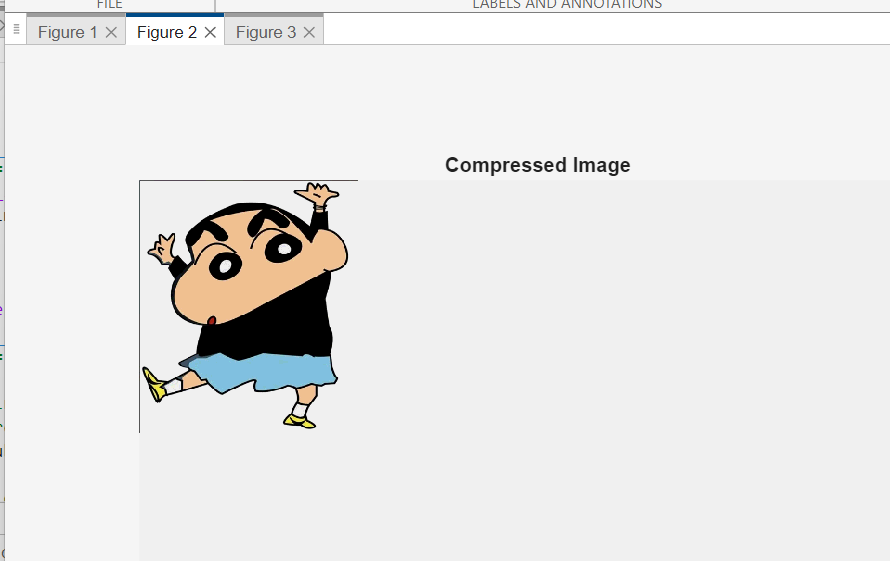 FILE
LABELS AND ANNOTATIONS
Figure 1
Figure 2
Figure 3
Compressed Image